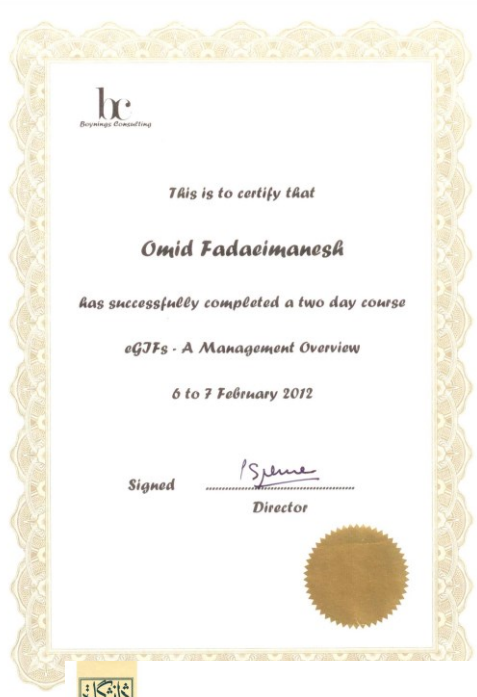 bc
Boynings Consulting
This is to certify that
Omid Fadaeimanesh
has successfully completed a two day course
eGIFs - A Management Overview
6 to 7 February 2012
Signed
Director